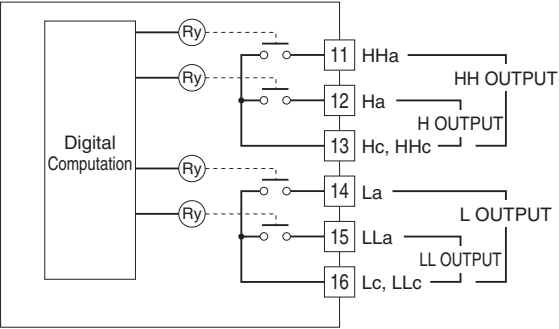 Ry
11 HHa
HH OUTPUT
Ry
12 Ha
H OUTPUT
13 Hc, HHc
Digital
Computation
Ry
14 La
L OUTPUT
Ry
15 LLa
LL OUTPUT
16 Lc, LLc